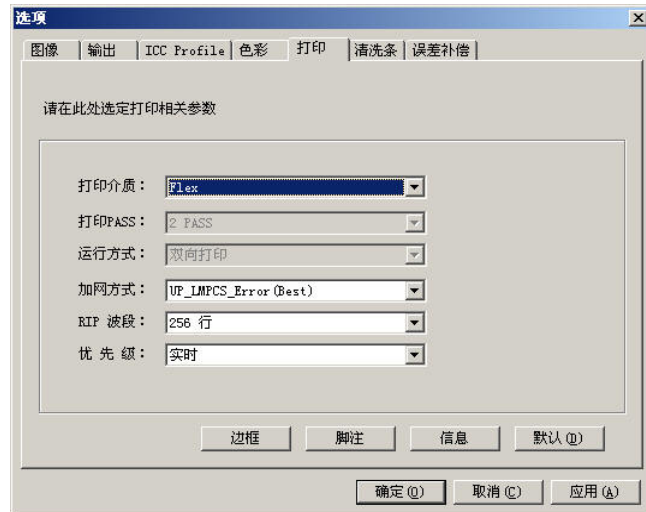 选项
图像 输出 ICC Profile 色彩 打印 清洗条 误差补偿
请在此处选定打印相关参数
打印介质： Flex
打印PASS： 2 PASS
运行方式： 双向打印
加网方式： UP_LMPCS_Error(Best)
RIP 波段： 256 行
优 先 级： 实时
边框 脚注 信息 默认(D)
确定(O) 取消(C) 应用(A)